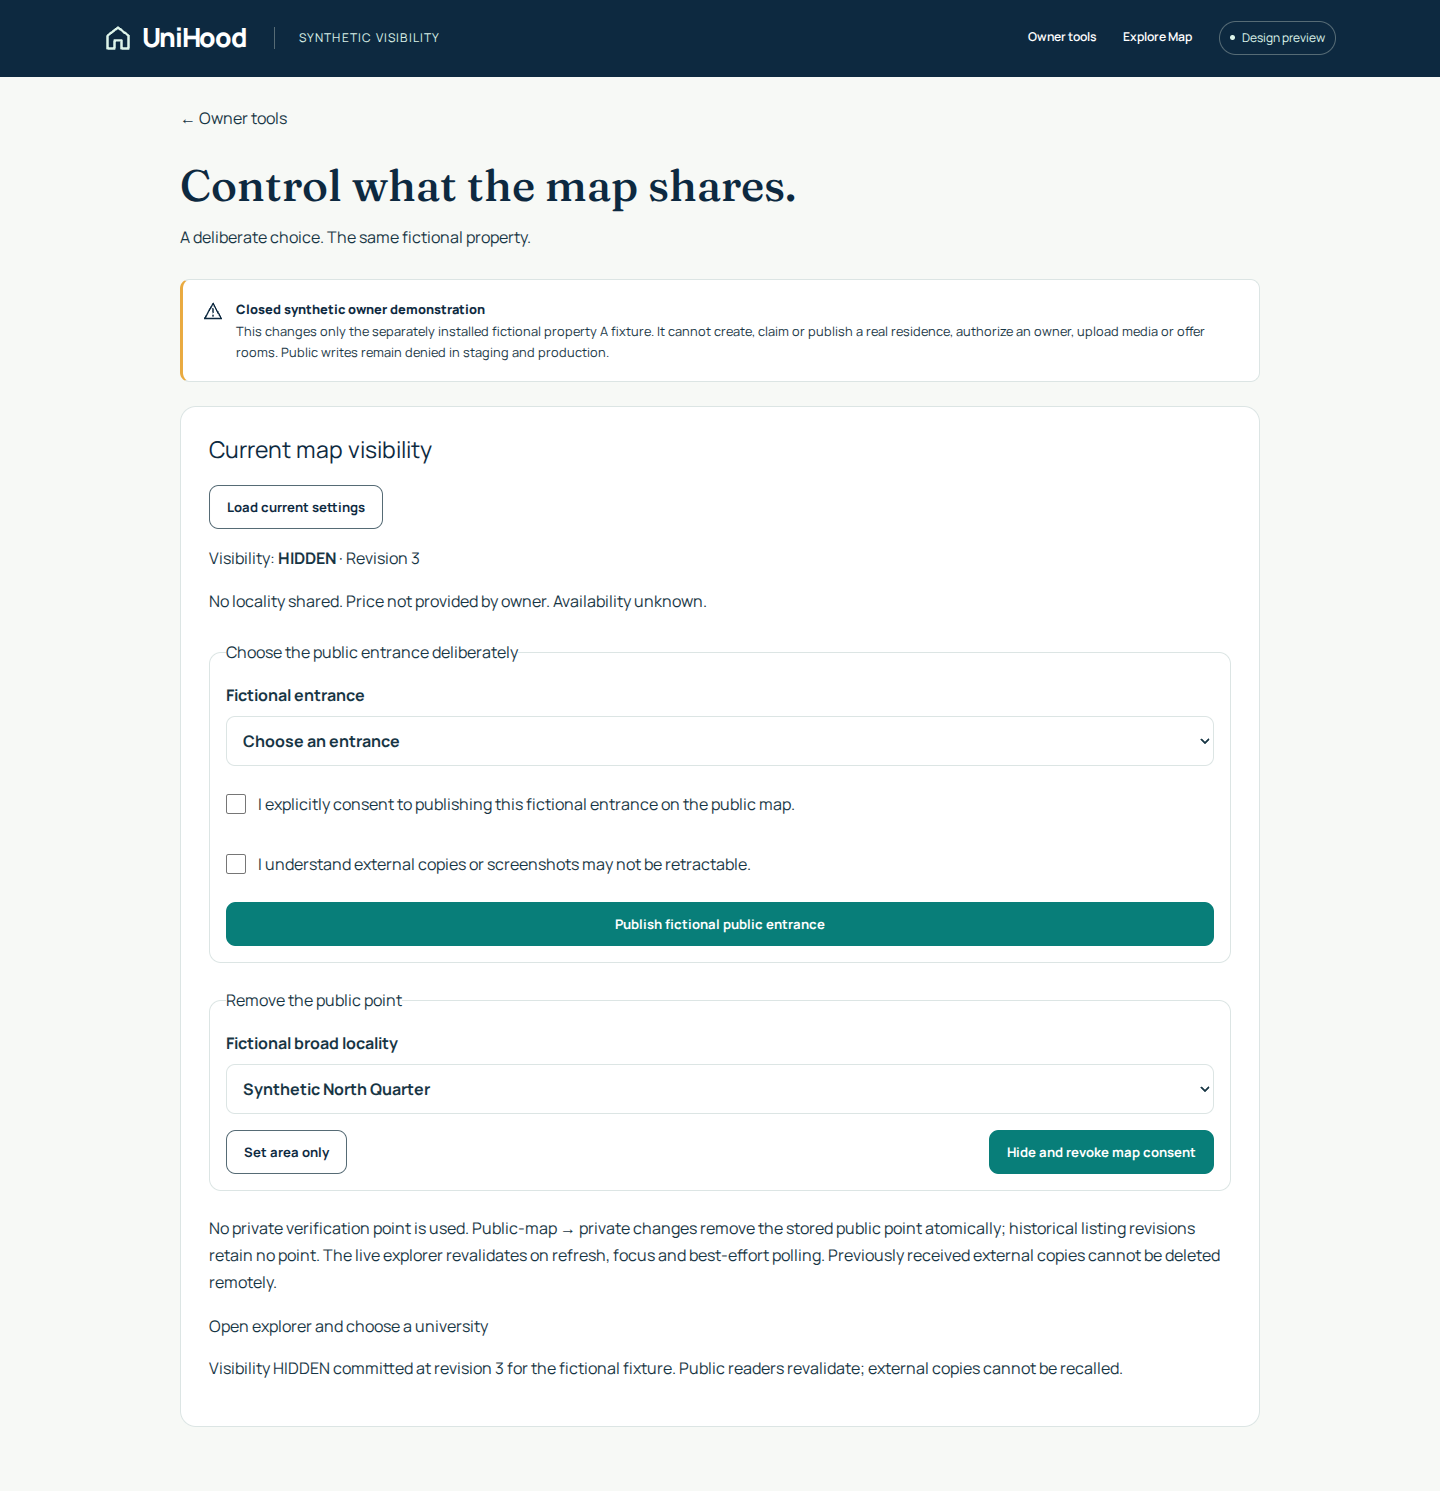 UniHood
SYNTHETIC VISIBILITY
Owner tools
Explore Map
Design preview
← Owner tools
Control what the map shares.
A deliberate choice. The same fictional property.
Closed synthetic owner demonstration
This changes only the separately installed fictional property A fixture. It cannot create, claim or publish a real residence, authorize an owner, upload media or offer
rooms. Public writes remain denied in staging and production.
Current map visibility
Load current settings
Visibility: HIDDEN · Revision 3
No locality shared. Price not provided by owner. Availability unknown.
Choose the public entrance deliberately
Fictional entrance
Choose an entrance
I explicitly consent to publishing this fictional entrance on the public map.
I understand external copies or screenshots may not be retractable.
Publish fictional public entrance
Remove the public point
Fictional broad locality
Synthetic North Quarter
Set area only
Hide and revoke map consent
No private verification point is used. Public-map → private changes remove the stored public point atomically; historical listing revisions
retain no point. The live explorer revalidates on refresh, focus and best-effort polling. Previously received external copies cannot be deleted
remotely.
Open explorer and choose a university
Visibility HIDDEN committed at revision 3 for the fictional fixture. Public readers revalidate; external copies cannot be recalled.